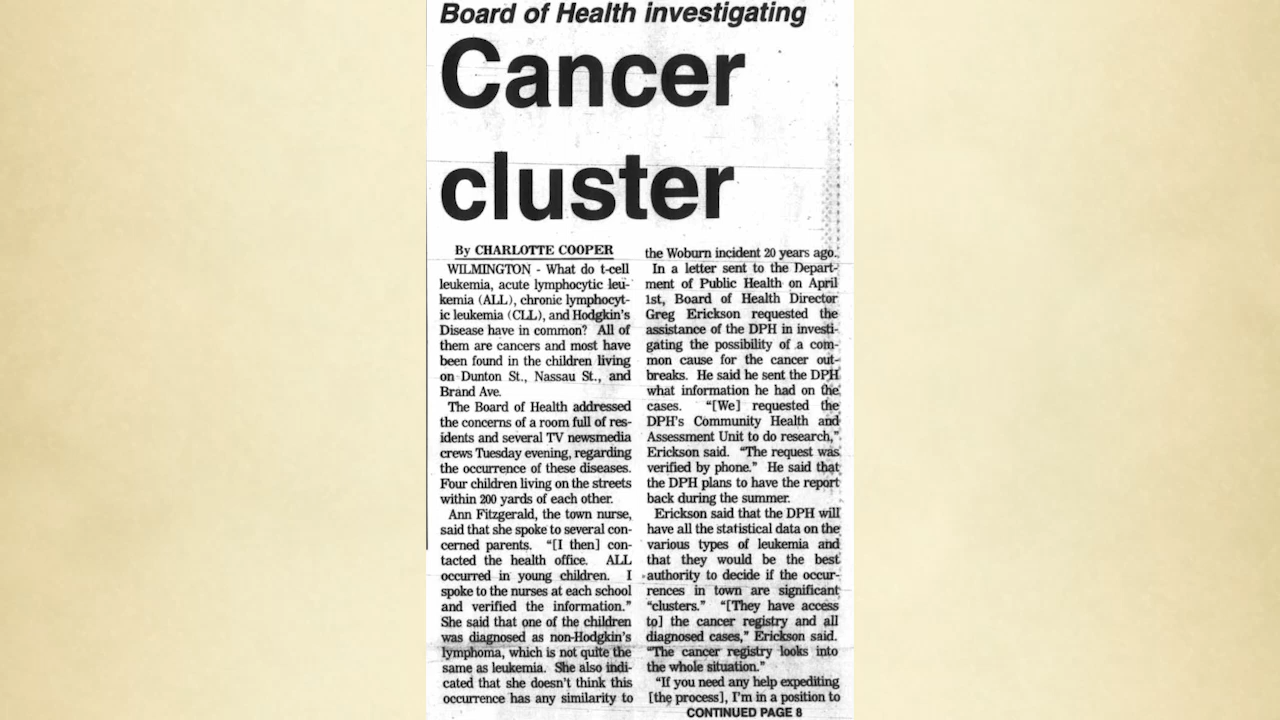 Board of Health investigating
Cancer
cluster
By CHARLOTTE COOPER
WILMINGTON - What do t-cell
leukemia, acute lymphocytic leu-
kemia (ALL), chronic lymphocyt-
ic leukemia (CLL), and Hodgkin's
Disease have in common? All of
them are cancers and most have
been found in the children living
on Dunton St., Nassau St., and
Brand Ave.
The Board of Health addressed
the concerns of a room full of res-
idents and several TV newsmedia
crews Tuesday evening, regarding
the occurrence of these diseases.
Four children living on the streets
within 200 yards of each other.
Ann Fitzgerald, the town nurse,
said that she spoke to several con-
cerned parents. "[I then] con-
tacted the health office. ALL
occurred in young children. I
spoke to the nurses at each school
and verified the information."
She said that one of the children
was diagnosed as non-Hodgkin's
lymphoma, which is not quite the
same as leukemia. She also indi-
cated that she doesn't think this
occurrence has any similarity to
the Woburn incident 20 years ago.
In a letter sent to the Depart-
ment of Public Health on April
1st, Board of Health Director
Greg Erickson requested the
assistance of the DPH in investi-
gating the possibility of a com-
mon cause for the cancer out-
breaks. He said he sent the DPH
what information he had on the
cases. "[We] requested the
DPH's Community Health and
Assessment Unit to do research,"
Erickson said. "The request was
verified by phone." He said that
the DPH plans to have the report
back during the summer.
Erickson said that the DPH will
have all the statistical data on the
various types of leukemia and
that they would be the best
authority to decide if the occur-
rences in town are significant
"clusters." "[They have access
to] the cancer registry and all
diagnosed cases," Erickson said.
"The cancer registry looks into
the whole situation."
"If you need any help expediting
[the process], I'm in a position to
CONTINUED PAGE 8